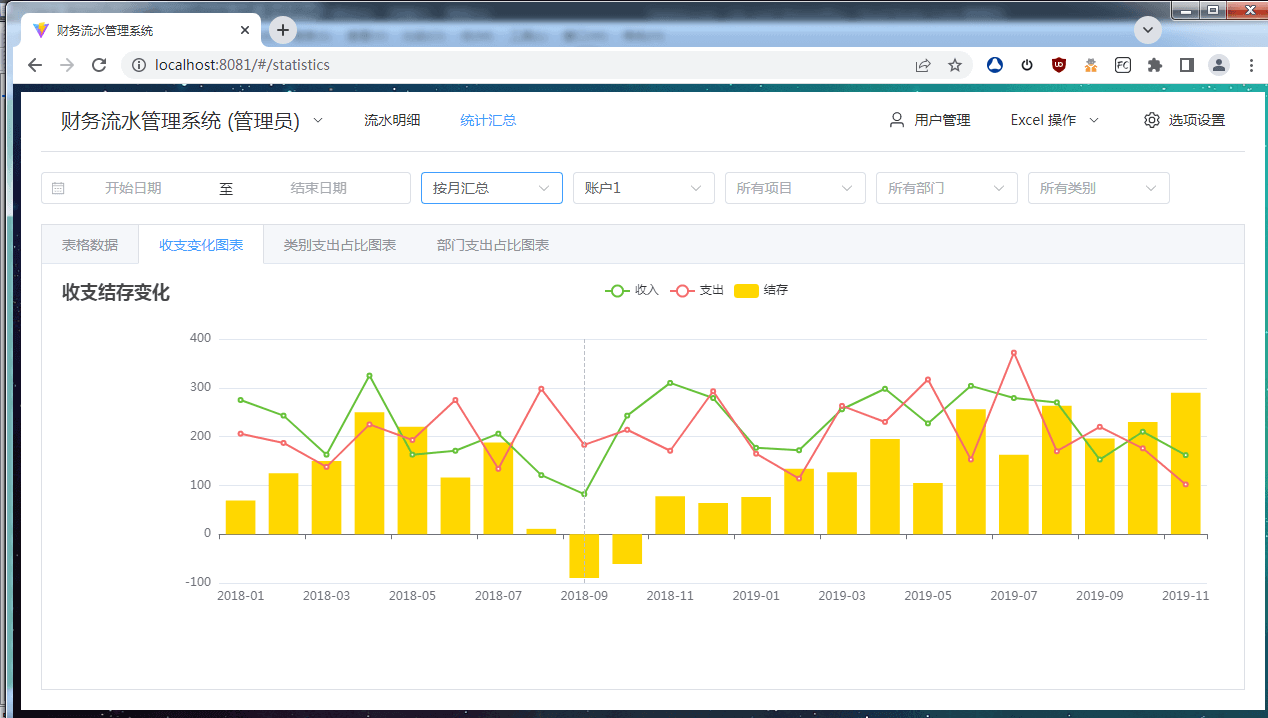 财务流水管理系统
localhost:8081/#/statistics
财务流水管理系统 (管理员) 流水明细 统计汇总 用户管理 Excel 操作 选项设置
开始日期 至 结束日期 按月汇总 账户1 所有项目 所有部门 所有类别
表格数据 收支变化图表 类别支出占比图表 部门支出占比图表
收支结存变化 收入 支出 结存
400
300
200
100
0
-100
2018-01 2018-03 2018-05 2018-07 2018-09 2018-11 2019-01 2019-03 2019-05 2019-07 2019-09 2019-11